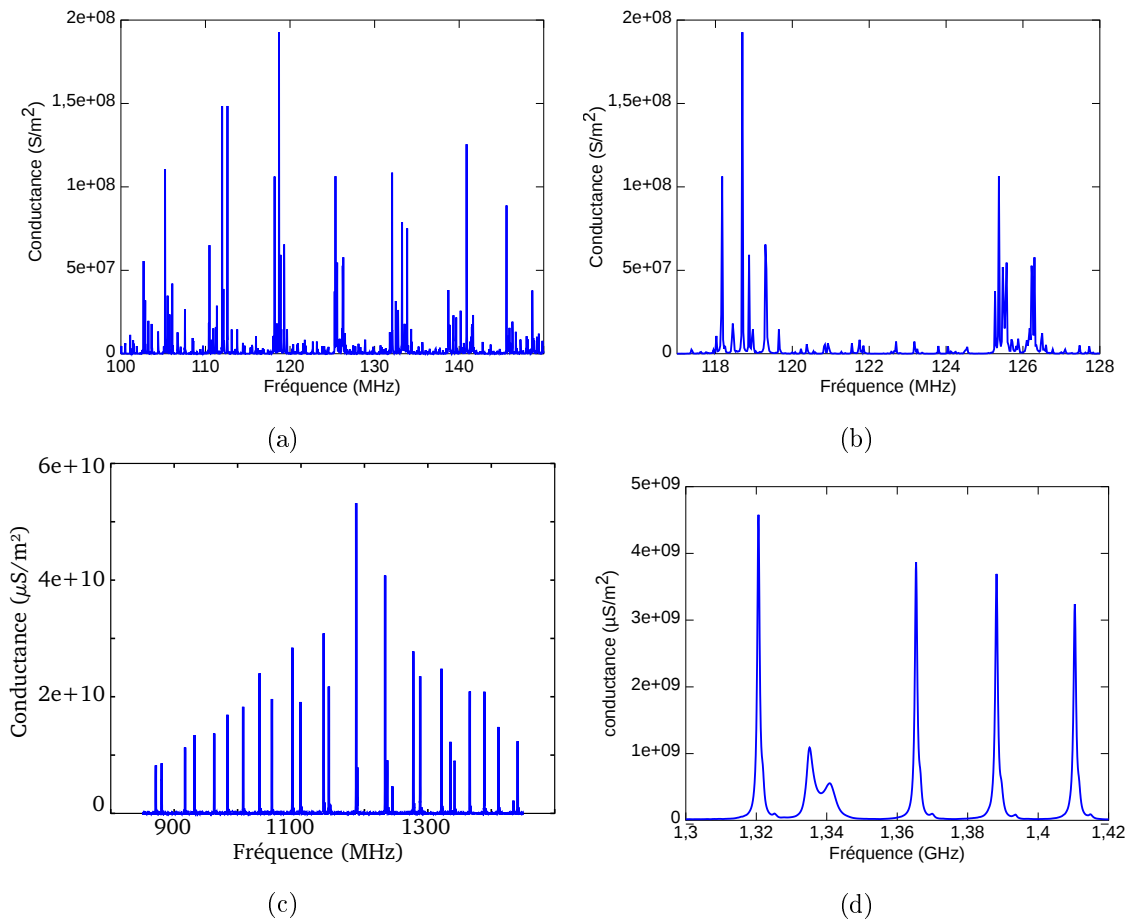 2e+08
1,5e+08
1e+08
5e+07
0
100
110
120
130
140
Conductance (S/m²)
Fréquence (MHz)
(a)
2e+08
1,5e+08
1e+08
5e+07
0
118
120
122
124
126
128
Conductance (S/m²)
Fréquence (MHz)
(b)
6e+10
4e+10
2e+10
0
900
1100
1300
Conductance (µS/m²)
Fréquence (MHz)
(c)
5e+09
4e+09
3e+09
2e+09
1e+09
0
1,3
1,32
1,34
1,36
1,38
1,4
1,42
conductance (µS/m²)
Fréquence (GHz)
(d)